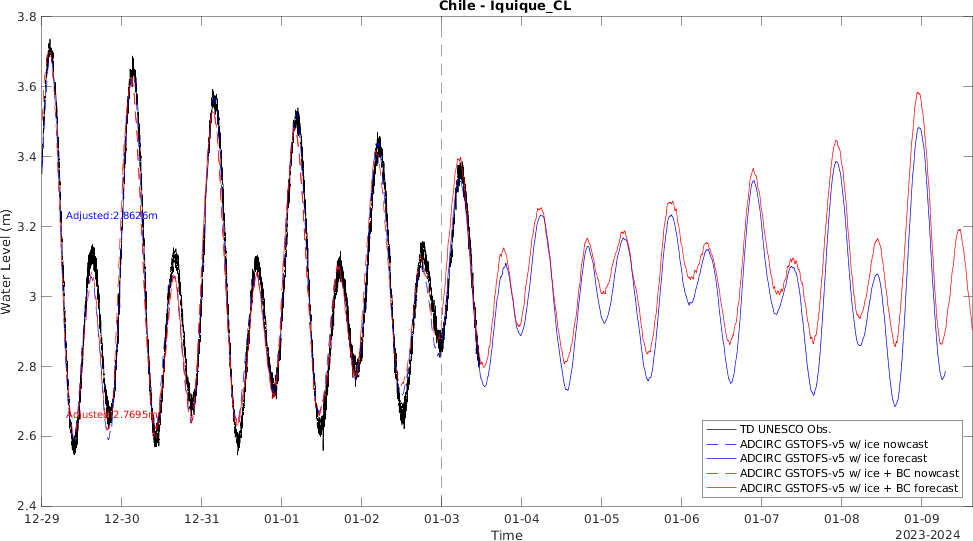 Chile - Iquique_CL
3.8
3.6
3.4
3.2
3
2.8
2.6
2.4
Water Level (m)
Adjusted:2.8626m
Adjusted:2.7695m
TD UNESCO Obs.
ADCIRC GSTOFS-v5 w/ ice nowcast
ADCIRC GSTOFS-v5 w/ ice forecast
ADCIRC GSTOFS-v5 w/ ice + BC nowcast
ADCIRC GSTOFS-v5 w/ ice + BC forecast
12-29 12-30 12-31 01-01 01-02 01-03 01-04 01-05 01-06 01-07 01-08 01-09
Time
2023-2024